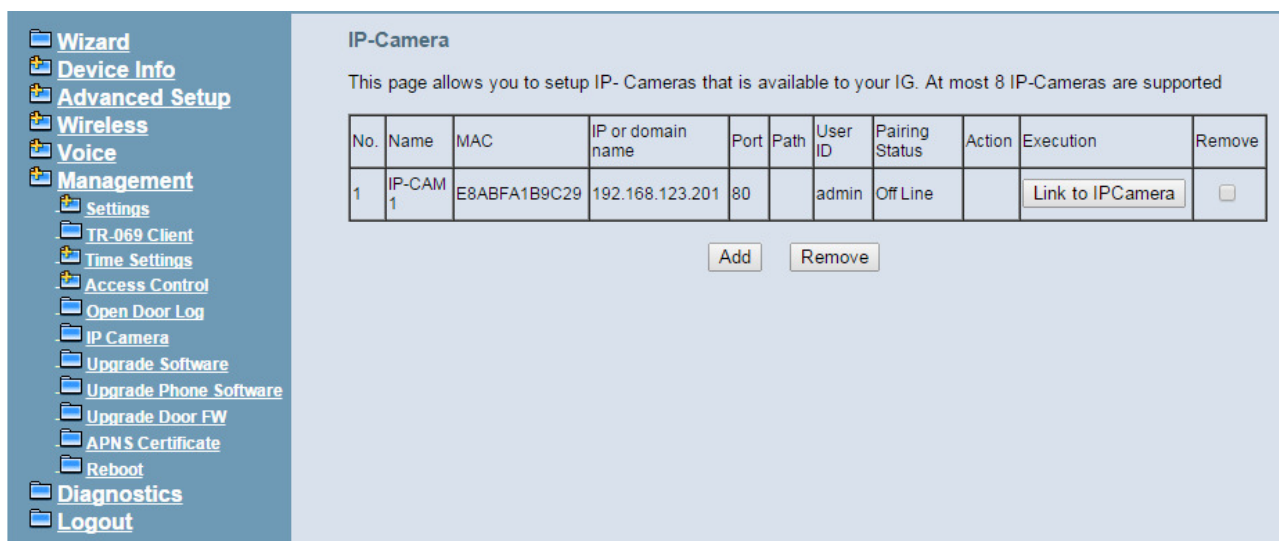 Wizard
Device Info
Advanced Setup
Wireless
Voice
Management
Settings
TR-069 Client
Time Settings
Access Control
Open Door Log
IP Camera
Upgrade Software
Upgrade Phone Software
Upgrade Door FW
APNS Certificate
Reboot
Diagnostics
Logout
IP-Camera
This page allows you to setup IP- Cameras that is available to your IG. At most 8 IP-Cameras are supported
No. Name MAC IP or domain name Port Path User ID Pairing Status Action Execution Remove
1 IP-CAM 1 E8ABFA1B9C29 192.168.123.201 80 admin Off Line Link to IPCamera
Add Remove